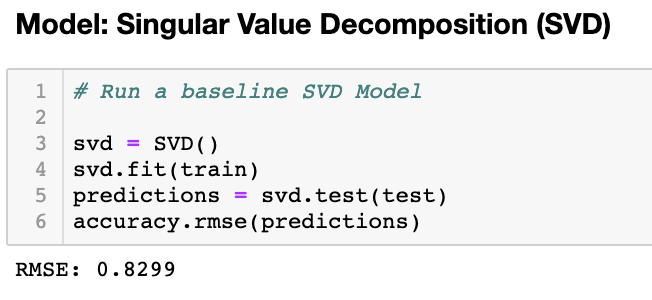 Model: Singular Value Decomposition (SVD)
1 # Run a baseline SVD Model
2
3 svd = SVD()
4 svd.fit(train)
5 predictions = svd.test(test)
6 accuracy.rmse(predictions)
RMSE: 0.8299